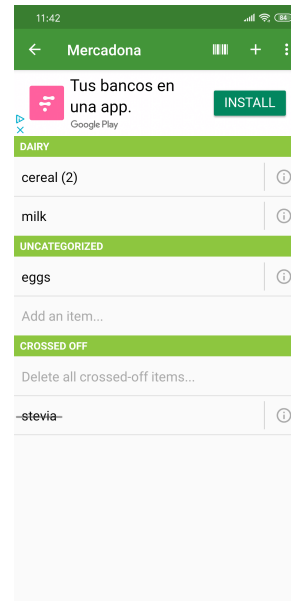 11:42
84
Mercadona
Tus bancos en
una app.
Google Play
INSTALL
DAIRY
cereal (2)
milk
UNCATEGORIZED
eggs
Add an item...
CROSSED OFF
Delete all crossed-off items...
stevia